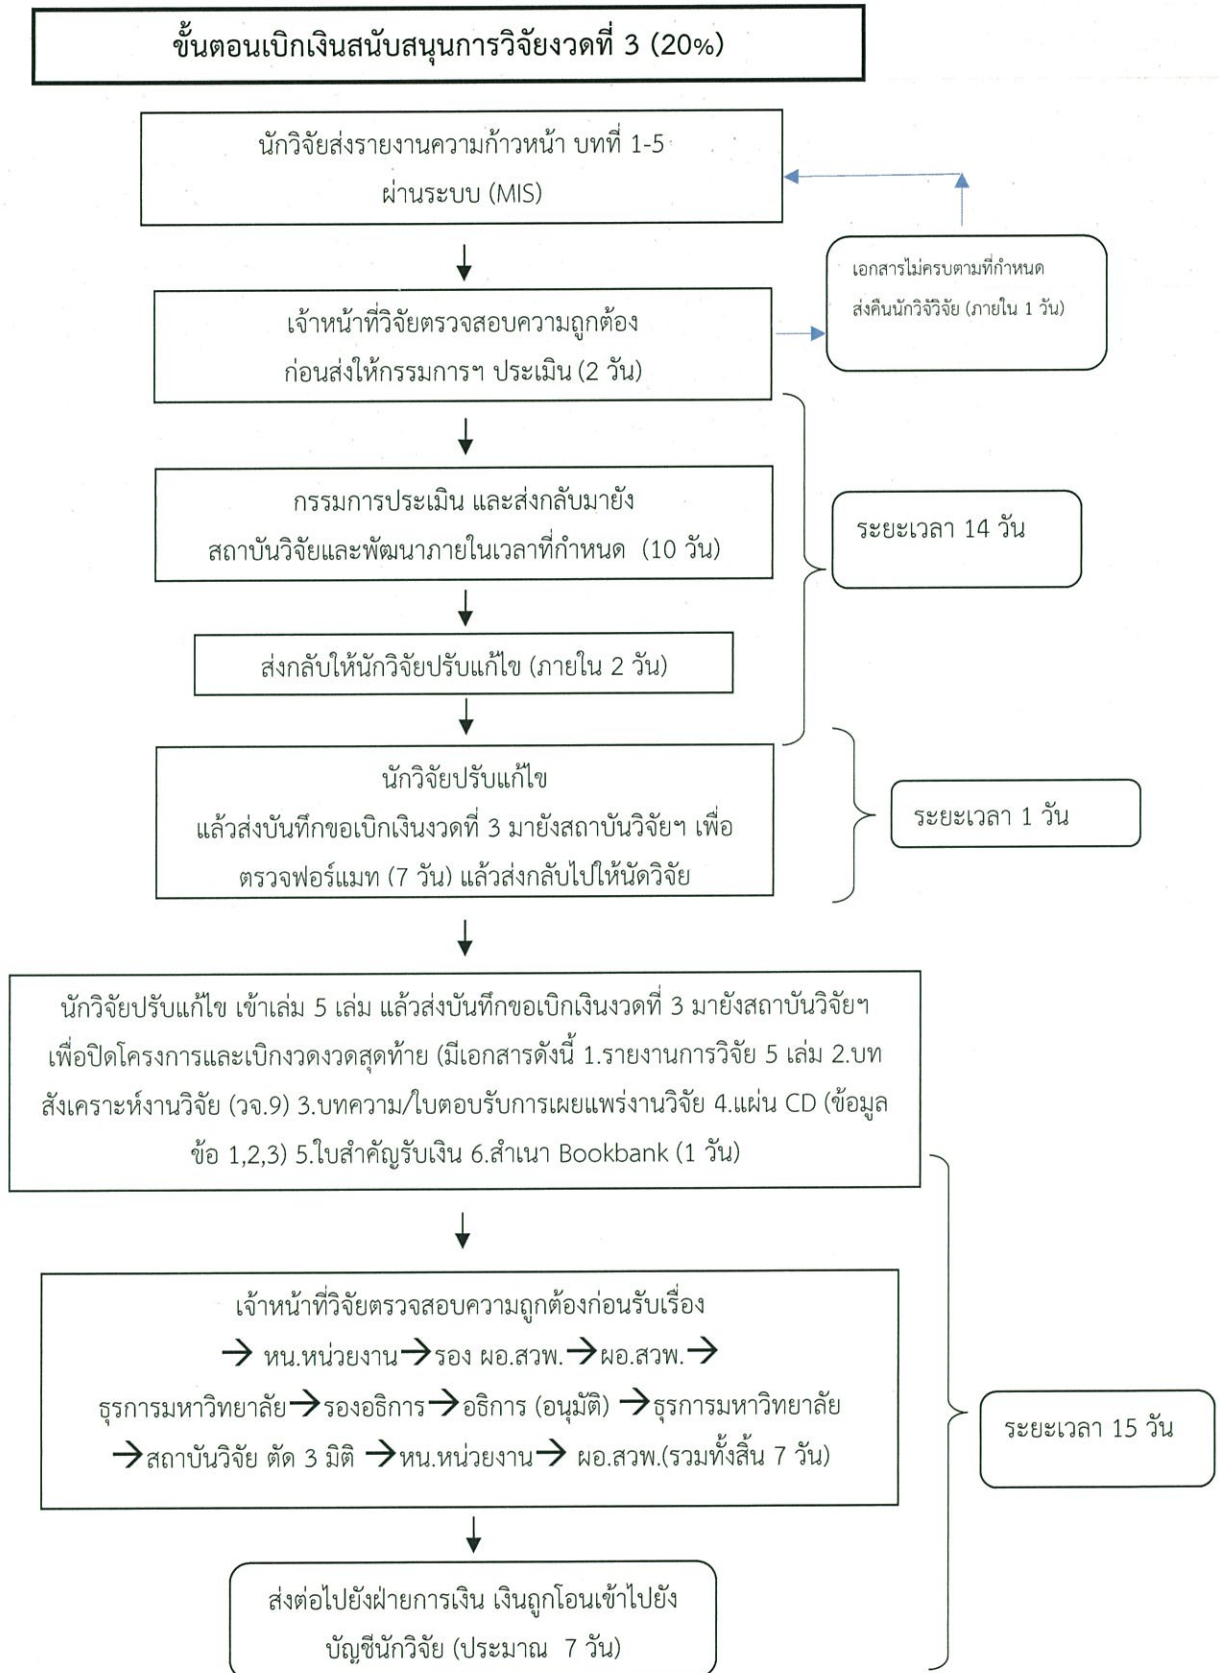 ขั้นตอนเบิกเงินสนับสนุนการวิจัยงวดที่ 3 (20%)
นักวิจัยส่งรายงานความก้าวหน้า บทที่ 1-5
ผ่านระบบ (MIS)
เอกสารไม่ครบตามที่กำหนด
ส่งคืนนักวิจัวิจัย (ภายใน 1 วัน)
เจ้าหน้าที่วิจัยตรวจสอบความถูกต้อง
ก่อนส่งให้กรรมการฯ ประเมิน (2 วัน)
กรรมการประเมิน และส่งกลับมายัง
สถาบันวิจัยและพัฒนาภายในเวลาที่กำหนด (10 วัน)
ระยะเวลา 14 วัน
ส่งกลับให้นักวิจัยปรับแก้ไข (ภายใน 2 วัน)
นักวิจัยปรับแก้ไข
แล้วส่งบันทึกขอเบิกเงินงวดที่ 3 มายังสถาบันวิจัยฯ เพื่อ
ตรวจฟอร์แมท (7 วัน) แล้วส่งกลับไปให้นัดวิจัย
ระยะเวลา 1 วัน
นักวิจัยปรับแก้ไข เข้าเล่ม 5 เล่ม แล้วส่งบันทึกขอเบิกเงินงวดที่ 3 มายังสถาบันวิจัยฯ
เพื่อปิดโครงการและเบิกงวดงวดสุดท้าย (มีเอกสารดังนี้ 1.รายงานการวิจัย 5 เล่ม 2.บท
สังเคราะห์งานวิจัย (วจ.9) 3.บทความ/ใบตอบรับการเผยแพร่งานวิจัย 4.แผ่น CD (ข้อมูล
ข้อ 1,2,3) 5.ใบสำคัญรับเงิน 6.สำเนา Bookbank (1 วัน)
เจ้าหน้าที่วิจัยตรวจสอบความถูกต้องก่อนรับเรื่อง
→ หน.หน่วยงาน→รอง ผอ.สวพ.→ผอ.สวพ.→
ธุรการมหาวิทยาลัย→รองอธิการ→อธิการ (อนุมัติ) →ธุรการมหาวิทยาลัย
→สถาบันวิจัย ตัด 3 มิติ →หน.หน่วยงาน→ ผอ.สวพ.(รวมทั้งสิ้น 7 วัน)
ระยะเวลา 15 วัน
ส่งต่อไปยังฝ่ายการเงิน เงินถูกโอนเข้าไปยัง
บัญชีนักวิจัย (ประมาณ 7 วัน)